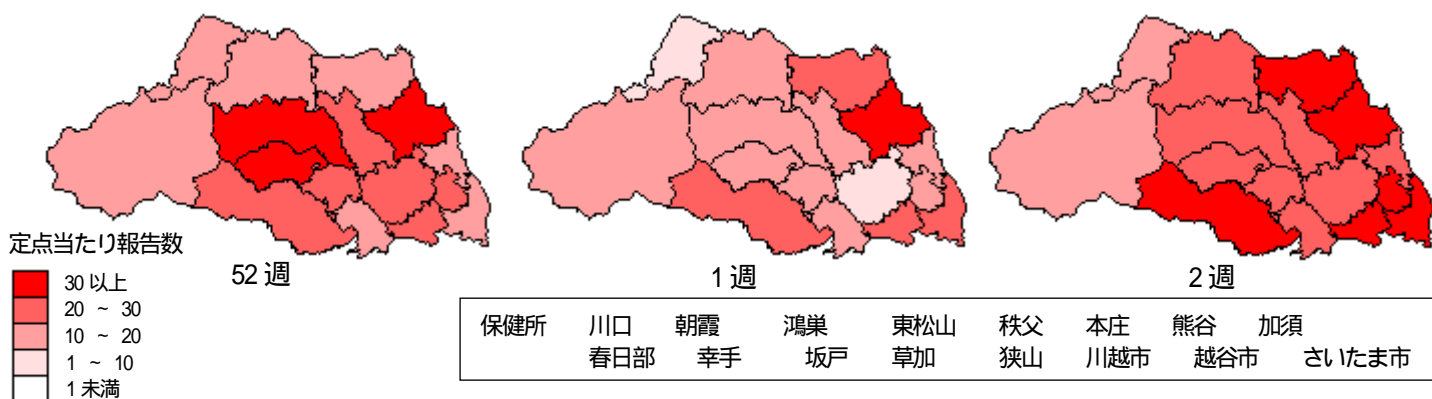 52 週
1 週
2 週
定点当たり報告数
30 以上
20 ~ 30
10 ~ 20
1 ~ 10
1 未満
保健所 川口 朝霞 鴻巣 東松山 秩父 本庄 熊谷 加須
春日部 幸手 坂戸 草加 狭山 川越市 越谷市 さいたま市